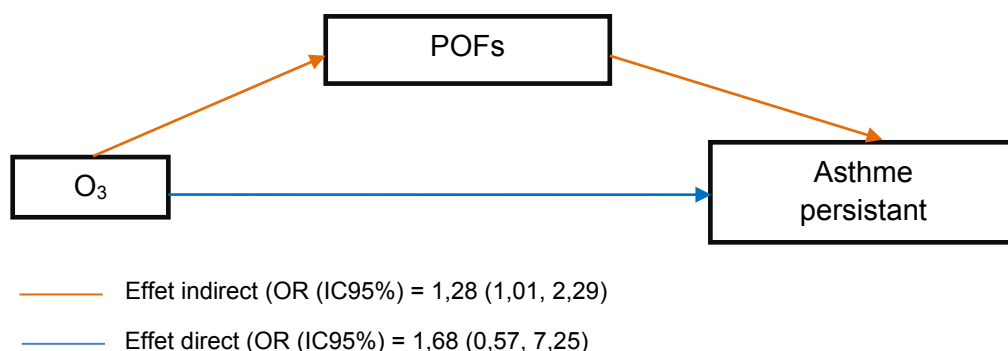 POFs
O₃
Asthme
persistant
Effet indirect (OR (IC95%) = 1,28 (1,01, 2,29)
Effet direct (OR (IC95%) = 1,68 (0,57, 7,25)